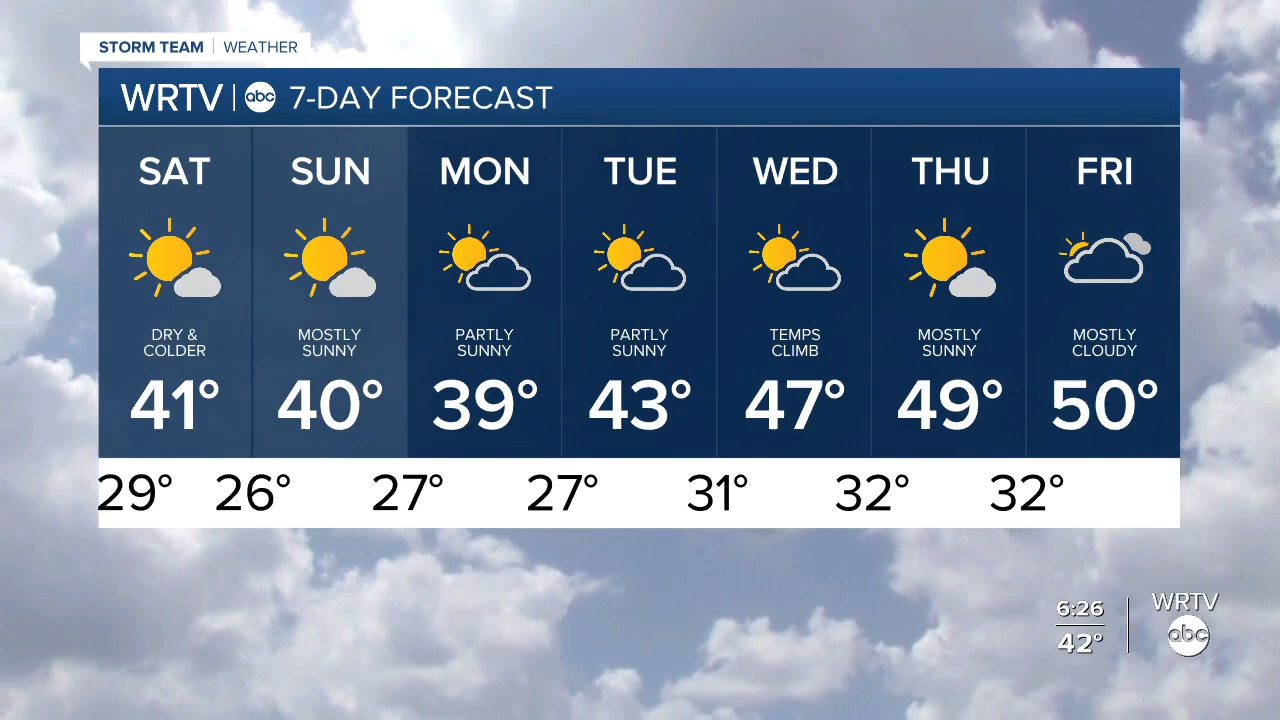 STORM TEAM | WEATHER
WRTV | abc 7-DAY FORECAST
SAT SUN MON TUE WED THU FRI
DRY & MOSTLY PARTLY PARTLY TEMPS MOSTLY MOSTLY
COLDER SUNNY SUNNY SUNNY CLIMB SUNNY CLOUDY
41° 40° 39° 43° 47° 49° 50°
29° 26° 27° 27° 31° 32° 32°
6:26
42°
WRTV
abc